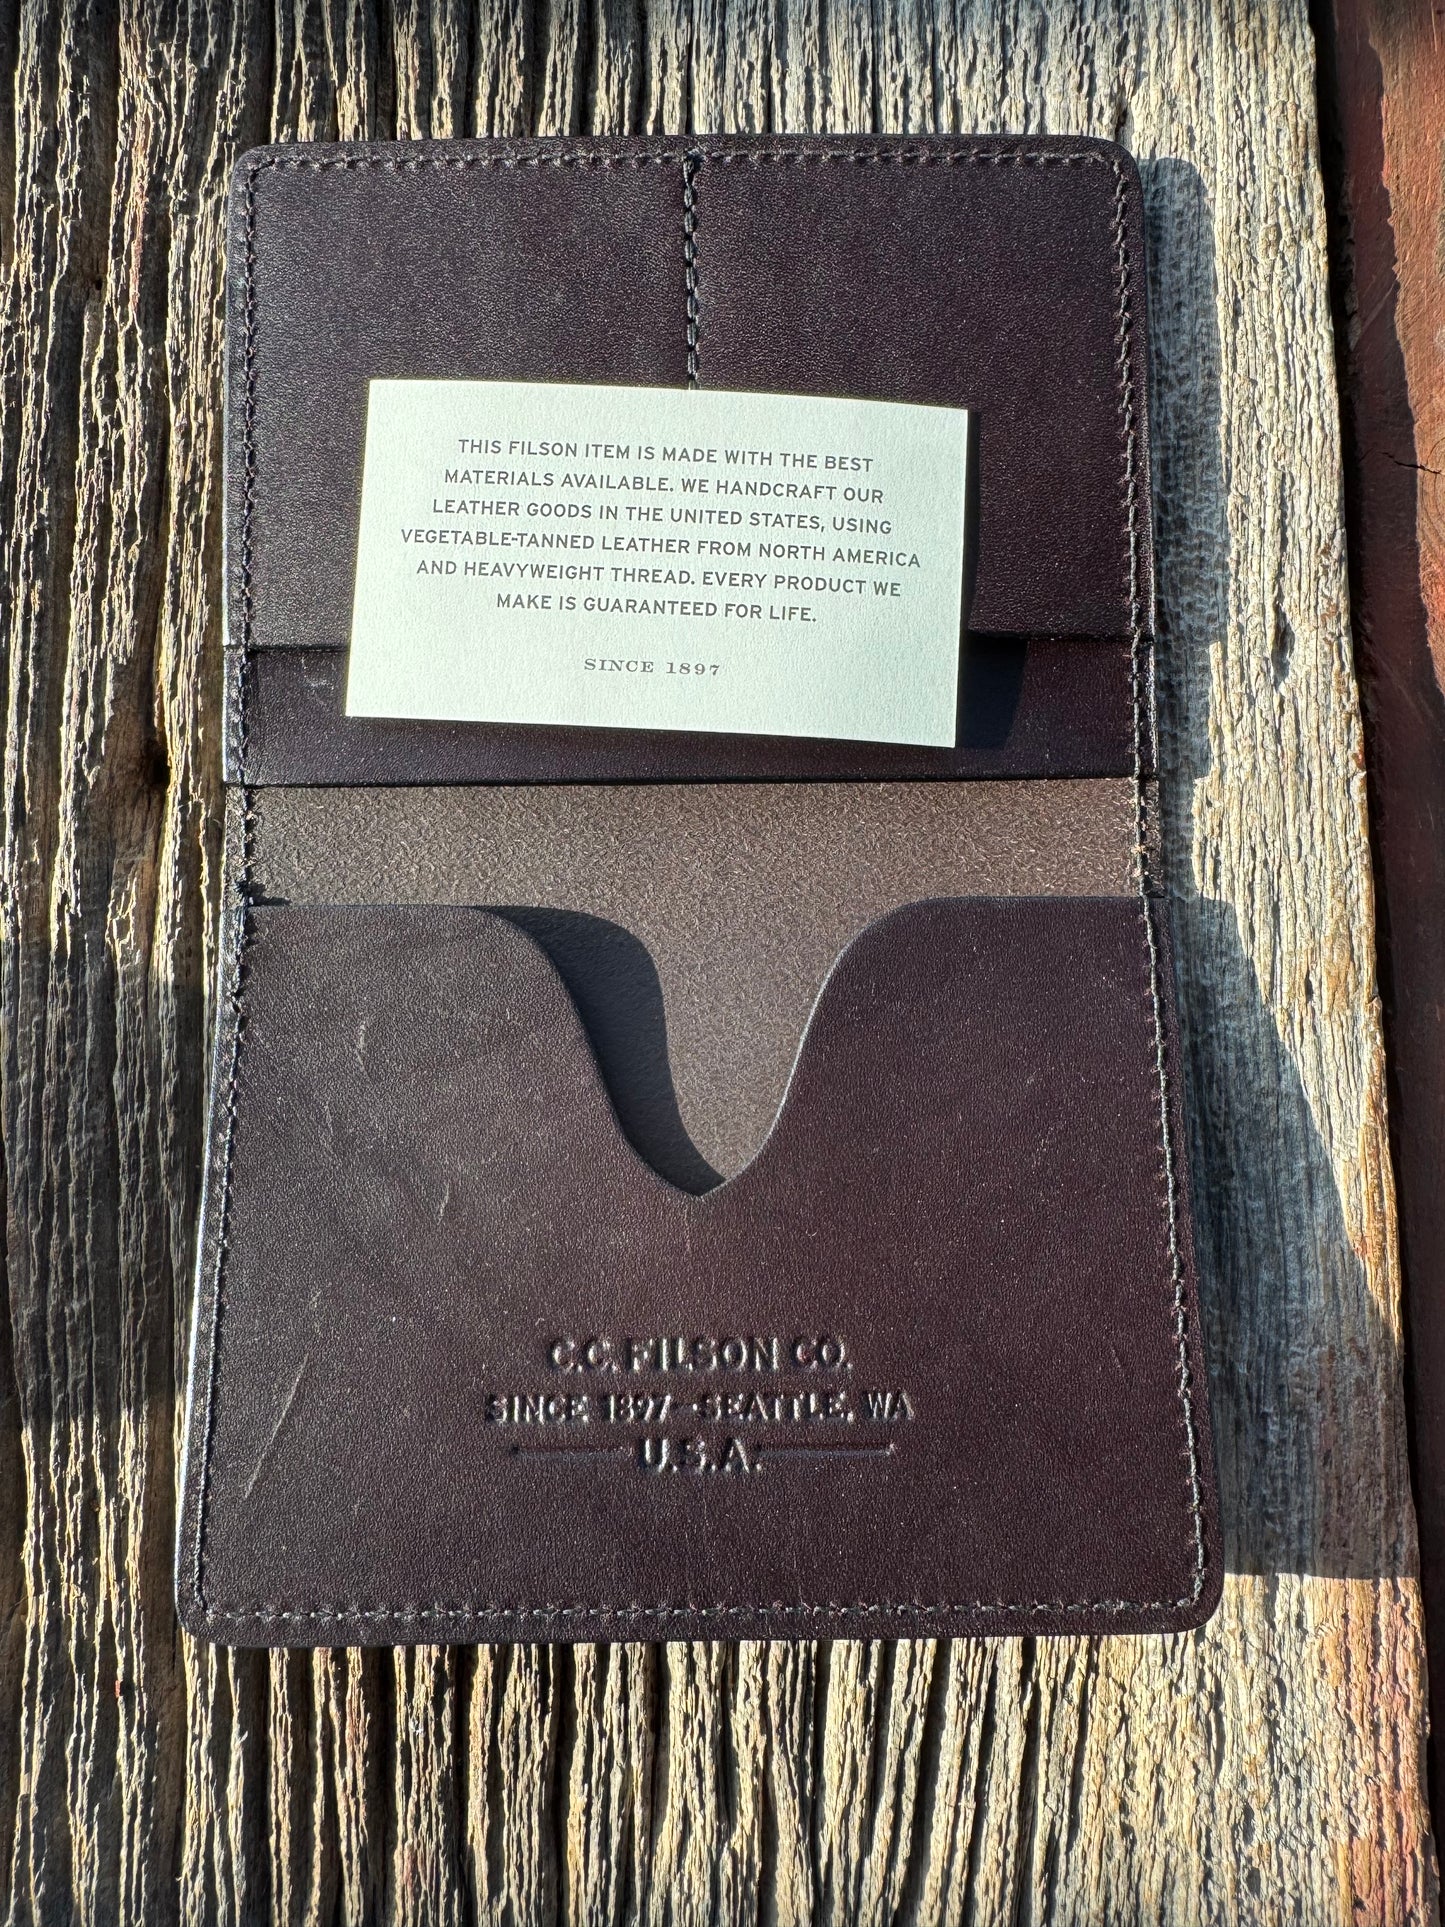 THIS FILSON ITEM IS MADE WITH THE BEST
MATERIALS AVAILABLE. WE HANDCRAFT OUR
LEATHER GOODS IN THE UNITED STATES, USING
VEGETABLE-TANNED LEATHER FROM NORTH AMERICA
AND HEAVYWEIGHT THREAD. EVERY PRODUCT WE
MAKE IS GUARANTEED FOR LIFE.
SINCE 1897
C.C. FILSON CO.
SINCE 1897 - SEATTLE, WA
U.S.A.